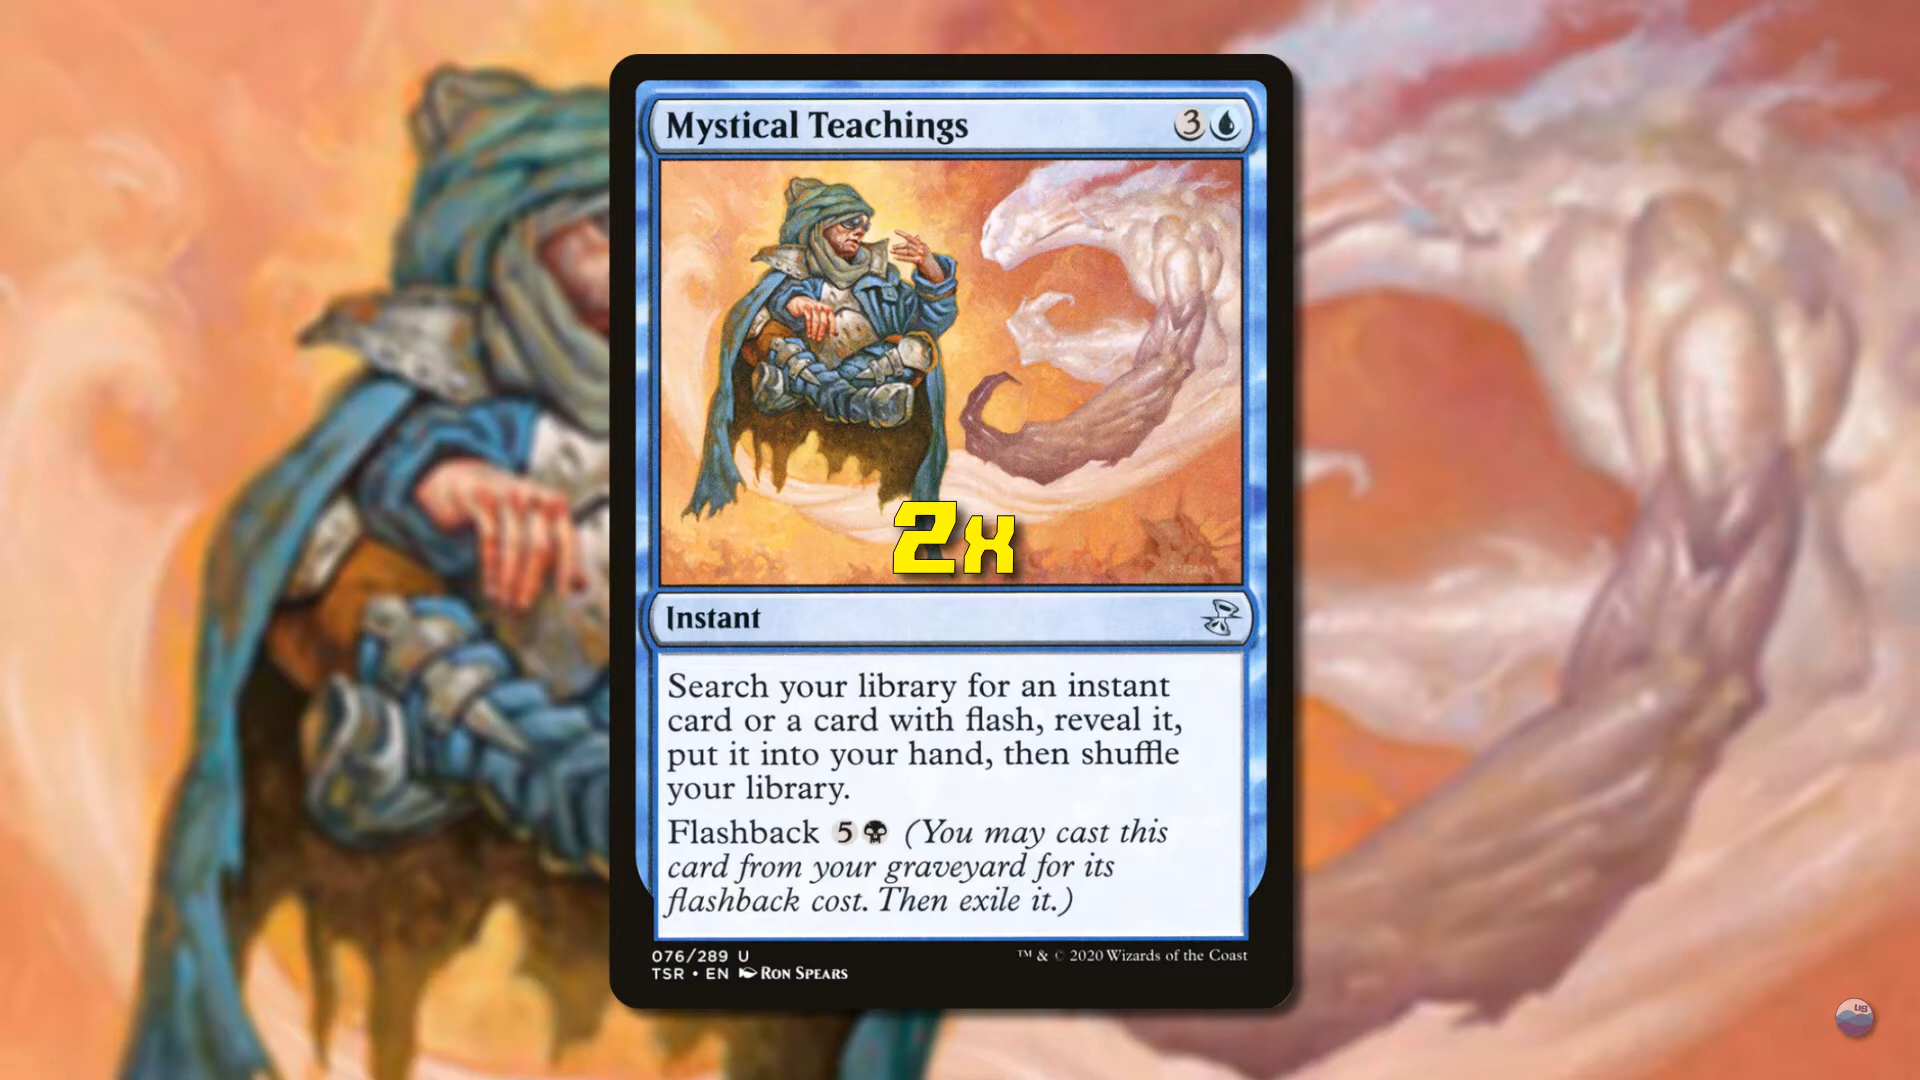 Mystical Teachings 3
2x
Instant
Search your library for an instant
card or a card with flash, reveal it,
put it into your hand, then shuffle
your library.
Flashback 5 (You may cast this
card from your graveyard for its
flashback cost. Then exile it.)
076/289 U
™ & © 2020 Wizards of the Coast
TSR • EN Ron Spears
UB